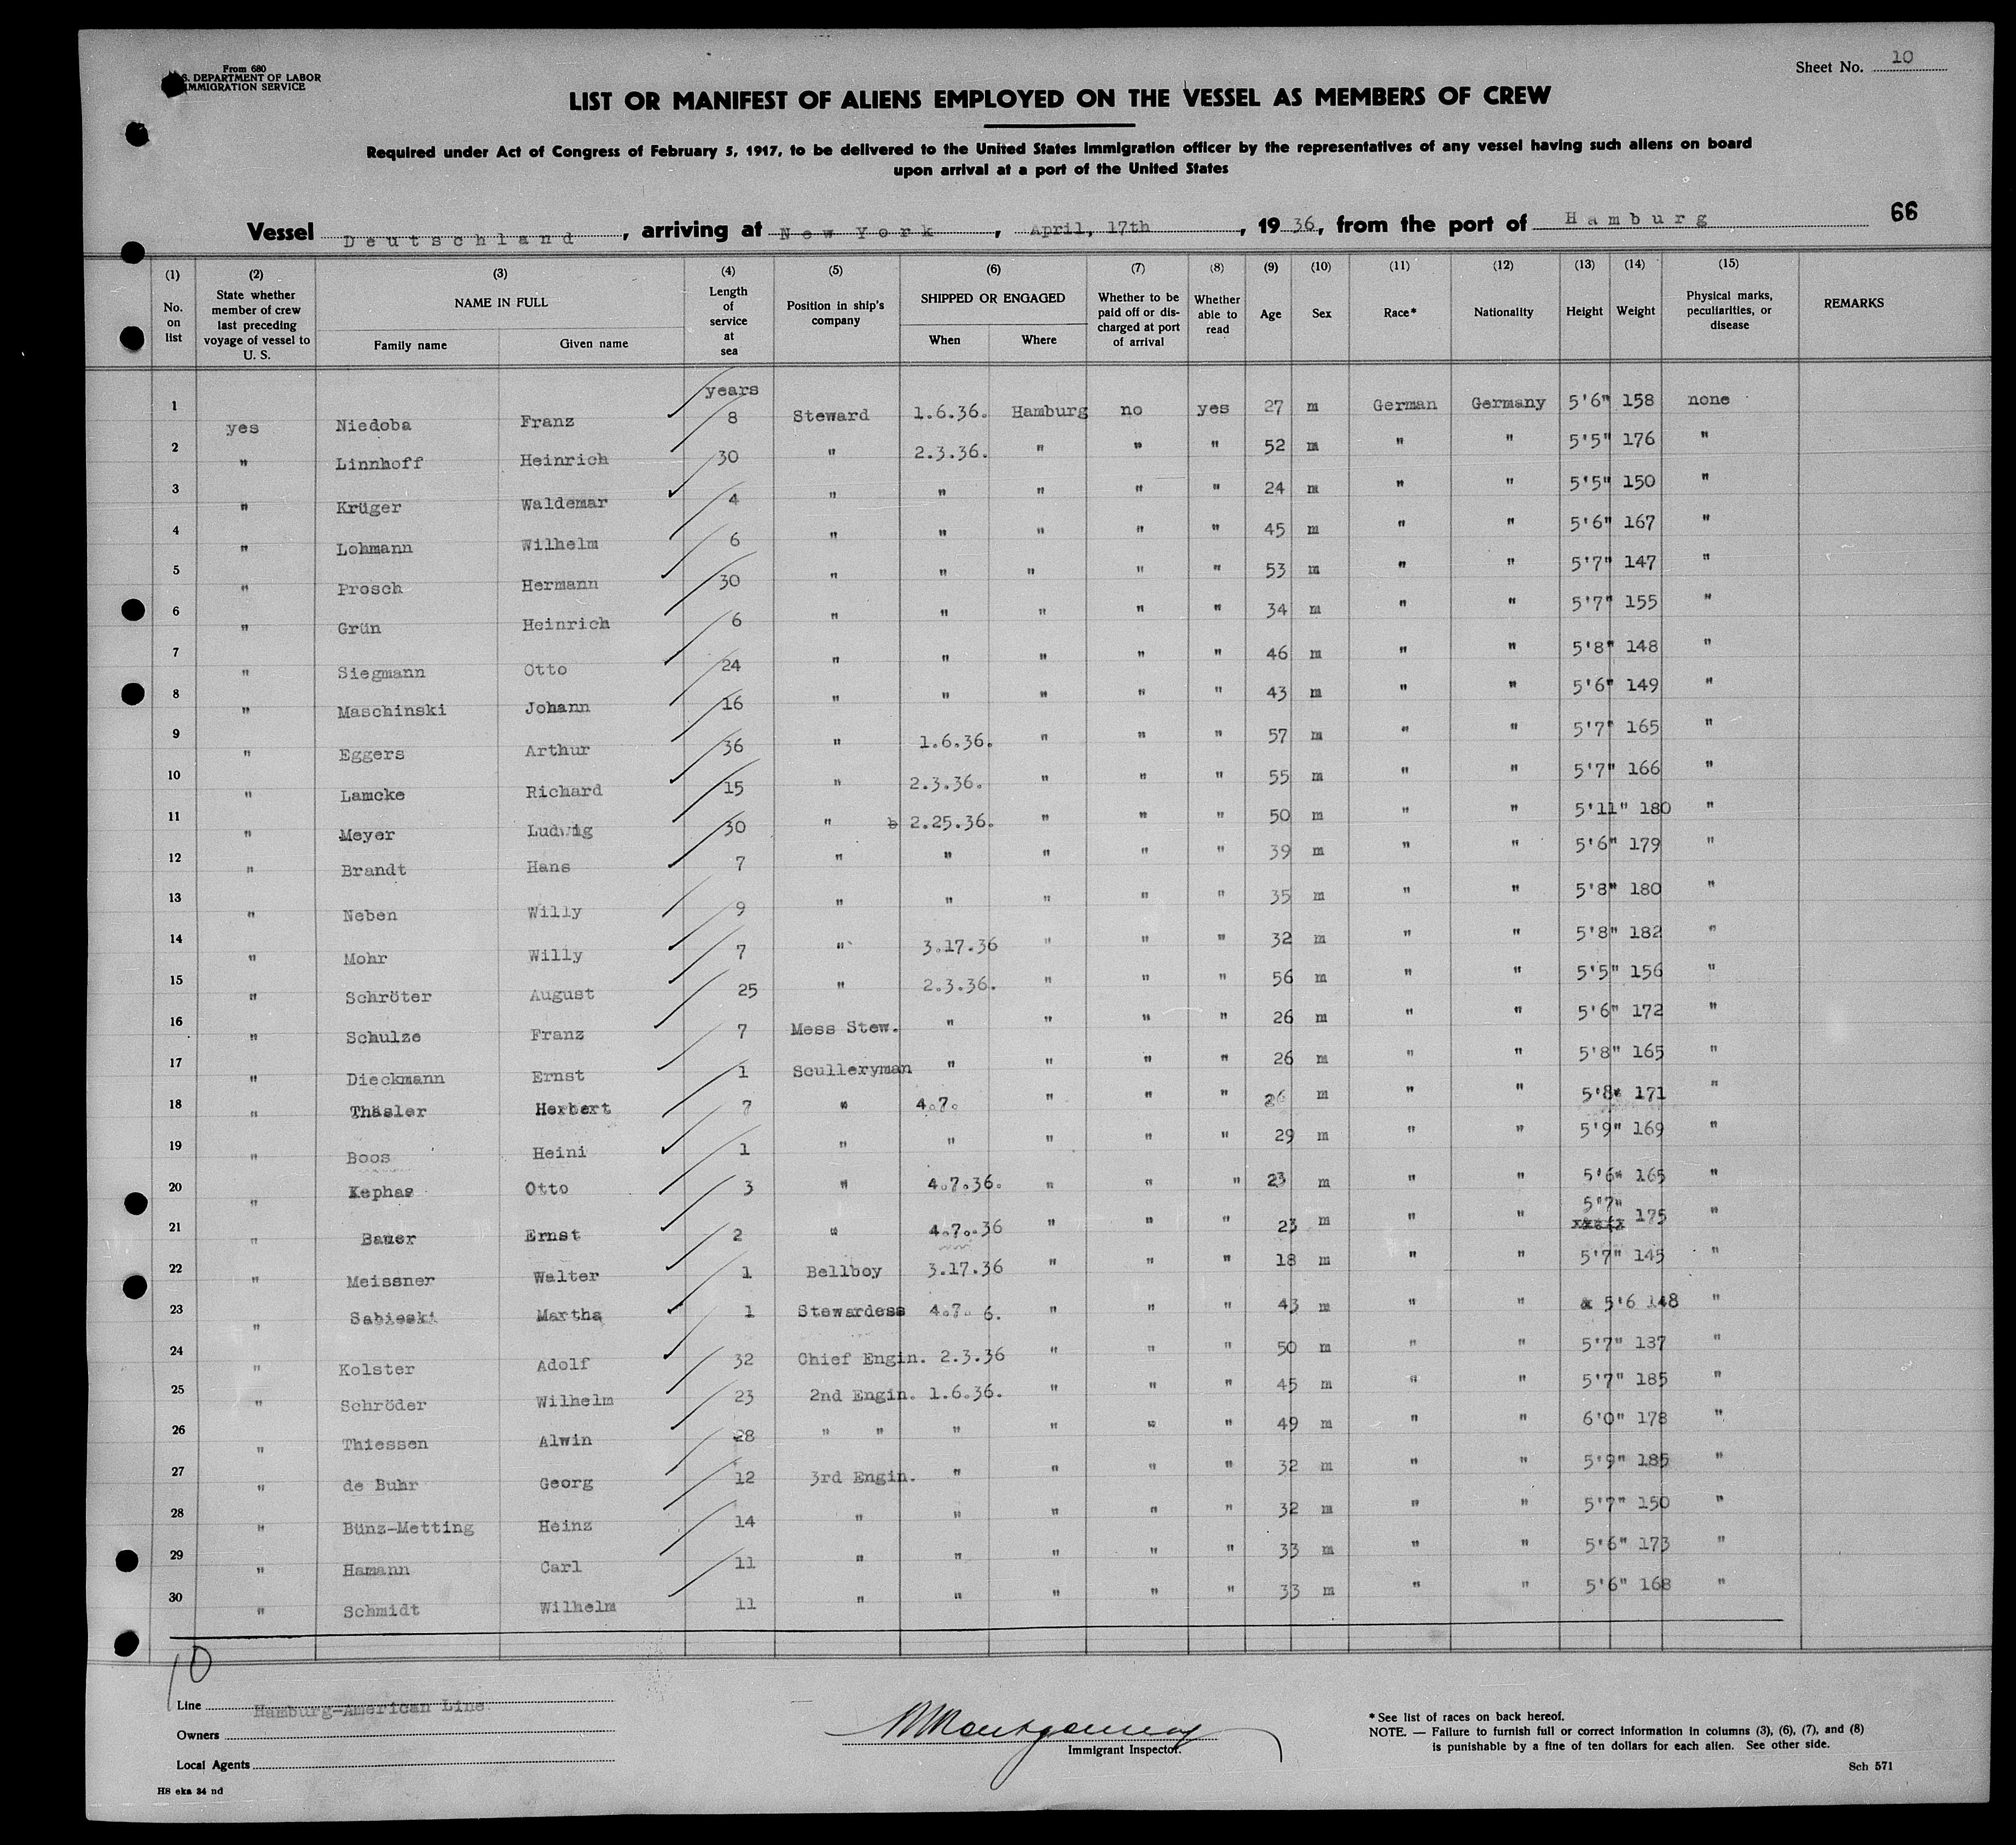 From 680
S. DEPARTMENT OF LABOR
IMMIGRATION SERVICE
Sheet No. 10
LIST OR MANIFEST OF ALIENS EMPLOYED ON THE VESSEL AS MEMBERS OF CREW
Required under Act of Congress of February 5, 1917, to be delivered to the United States Immigration officer by the representatives of any vessel having such aliens on board
upon arrival at a port of the United States
66
Vessel Deutschland, arriving at New York, April, 17th, 1936, from the port of Hamburg
(1) (2) (3) (4) (5) (6) (7) (8) (9) (10) (11) (12) (13) (14) (15)
No. on list | State whether member of crew last preceding voyage of vessel to U. S. | NAME IN FULL | Length of service at sea | Position in ship's company | SHIPPED OR ENGAGED | Whether to be paid off or discharged at port of arrival | Whether able to read | Age | Sex | Race* | Nationality | Height | Weight | Physical marks, peculiarities, or disease | REMARKS
Family name | Given name | When | Where
years
1 yes Niedoba Franz 8 Steward 1.6.36. Hamburg no yes 27 m German Germany 5'6" 158 none
2 " Linnhoff Heinrich 30 " 2.3.36. " " " 52 m " " 5'5" 176 "
3 " Krüger Waldemar 4 " " " " " 24 m " " 5'5" 150 "
4 " Lohmann Wilhelm 6 " " " " " 45 m " " 5'6" 167 "
5 " Prosch Hermann 30 " " " " " 53 m " " 5'7" 147 "
6 " Grün Heinrich 6 " " " " " 34 m " " 5'7" 155 "
7 " Siegmann Otto 24 " " " " " 46 m " " 5'8" 148 "
8 " Maschinski Johann 16 " " " " " 43 m " " 5'6" 149 "
9 " Eggers Arthur 36 " 1.6.36. " " " 57 m " " 5'7" 165 "
10 " Lamcke Richard 15 " 2.3.36. " " " 55 m " " 5'7" 166 "
11 " Meyer Ludwig 30 " 2.25.36. " " " 50 m " " 5'11" 180 "
12 " Brandt Hans 7 " " " " " 39 m " " 5'6" 179 "
13 " Neben Willy 9 " " " " " 35 m " " 5'8" 180 "
14 " Mohr Willy 7 " 3.17.36 " " " 32 m " " 5'8" 182 "
15 " Schröter August 25 " 2.3.36. " " " 56 m " " 5'5" 156 "
16 " Schulze Franz 7 Mess Stew. " " " " 26 m " " 5'6" 172 "
17 " Dieckmann Ernst 1 Sculleryman " " " " 26 m " " 5'8" 165 "
18 " Thäsler Herbert 7 " 4.7. " " " 26 m " " 5'8" 171 "
19 " Boos Heini 1 " " " " " 29 m " " 5'9" 169 "
20 " Kephas Otto 3 " 4.7.36. " " " 23 m " " 5'6" 165 "
21 " Bauer Ernst 2 " 4.7.36 " " " 23 m " " 5'7" 175 "
22 " Meissner Walter 1 Bellboy 3.17.36 " " " 18 m " " 5'7" 145 "
23 " Sabieski Martha 1 Stewardess 4.7 6. " " " 43 m " " 5'6 148 "
24 " Kolster Adolf 32 Chief Engin. 2.3.36 " " " 50 m " " 5'7" 187 "
25 " Schröder Wilhelm 23 2nd Engin. 1.6.36. " " " 45 m " " 5'7" 185 "
26 " Thiessen Alwin 28 " " " " " " 49 m " " 6'0" 178 "
27 " de Buhr Georg 12 3rd Engin. " " " " 32 m " " 5'9" 185 "
28 " Bünz-Metting Heinz 14 " " " " " 32 m " " 5'7" 150 "
29 " Hamann Carl 11 " " " " " 33 m " " 5'6" 173 "
30 " Schmidt Wilhelm 11 " " " " " 33 m " " 5'6" 168 "
10
Line Hamburg-American Line
Owners
Local Agents
HS eka 34 nd
Montgomery
Immigrant Inspector.
* See list of races on back hereof.
NOTE. — Failure to furnish full or correct information in columns (3), (6), (7), and (8)
is punishable by a fine of ten dollars for each alien. See other side.
Sch 571